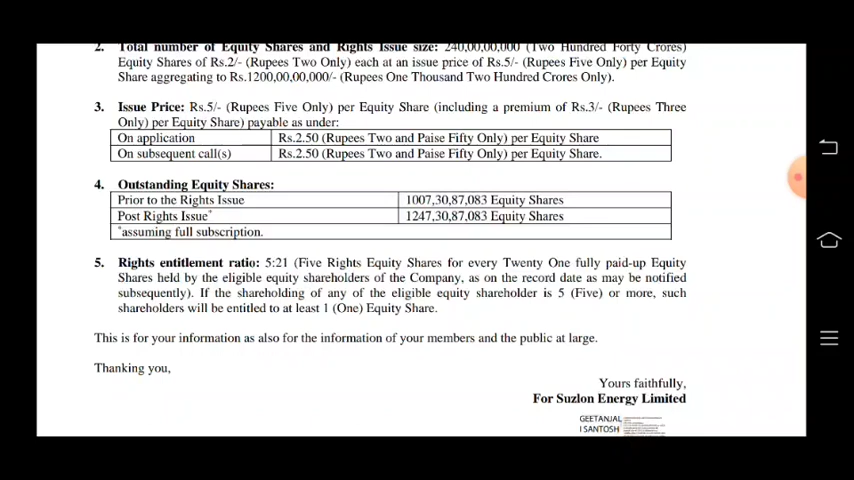 2. Total number of Equity Shares and Rights Issue size: 240,00,00,000 (Two Hundred Forty Crores)
Equity Shares of Rs.2/- (Rupees Two Only) each at an issue price of Rs.5/- (Rupees Five Only) per Equity
Share aggregating to Rs.1200,00,00,000/- (Rupees One Thousand Two Hundred Crores Only).
3. Issue Price: Rs.5/- (Rupees Five Only) per Equity Share (including a premium of Rs.3/- (Rupees Three
Only) per Equity Share) payable as under:
On application Rs.2.50 (Rupees Two and Paise Fifty Only) per Equity Share
On subsequent call(s) Rs.2.50 (Rupees Two and Paise Fifty Only) per Equity Share.
4. Outstanding Equity Shares:
Prior to the Rights Issue 1007,30,87,083 Equity Shares
Post Rights Issue* 1247,30,87,083 Equity Shares
*assuming full subscription.
5. Rights entitlement ratio: 5:21 (Five Rights Equity Shares for every Twenty One fully paid-up Equity
Shares held by the eligible equity shareholders of the Company, as on the record date as may be notified
subsequently). If the shareholding of any of the eligible equity shareholder is 5 (Five) or more, such
shareholders will be entitled to at least 1 (One) Equity Share.
This is for your information as also for the information of your members and the public at large.
Thanking you,
Yours faithfully,
For Suzlon Energy Limited
GEETANJAL
I SANTOSH